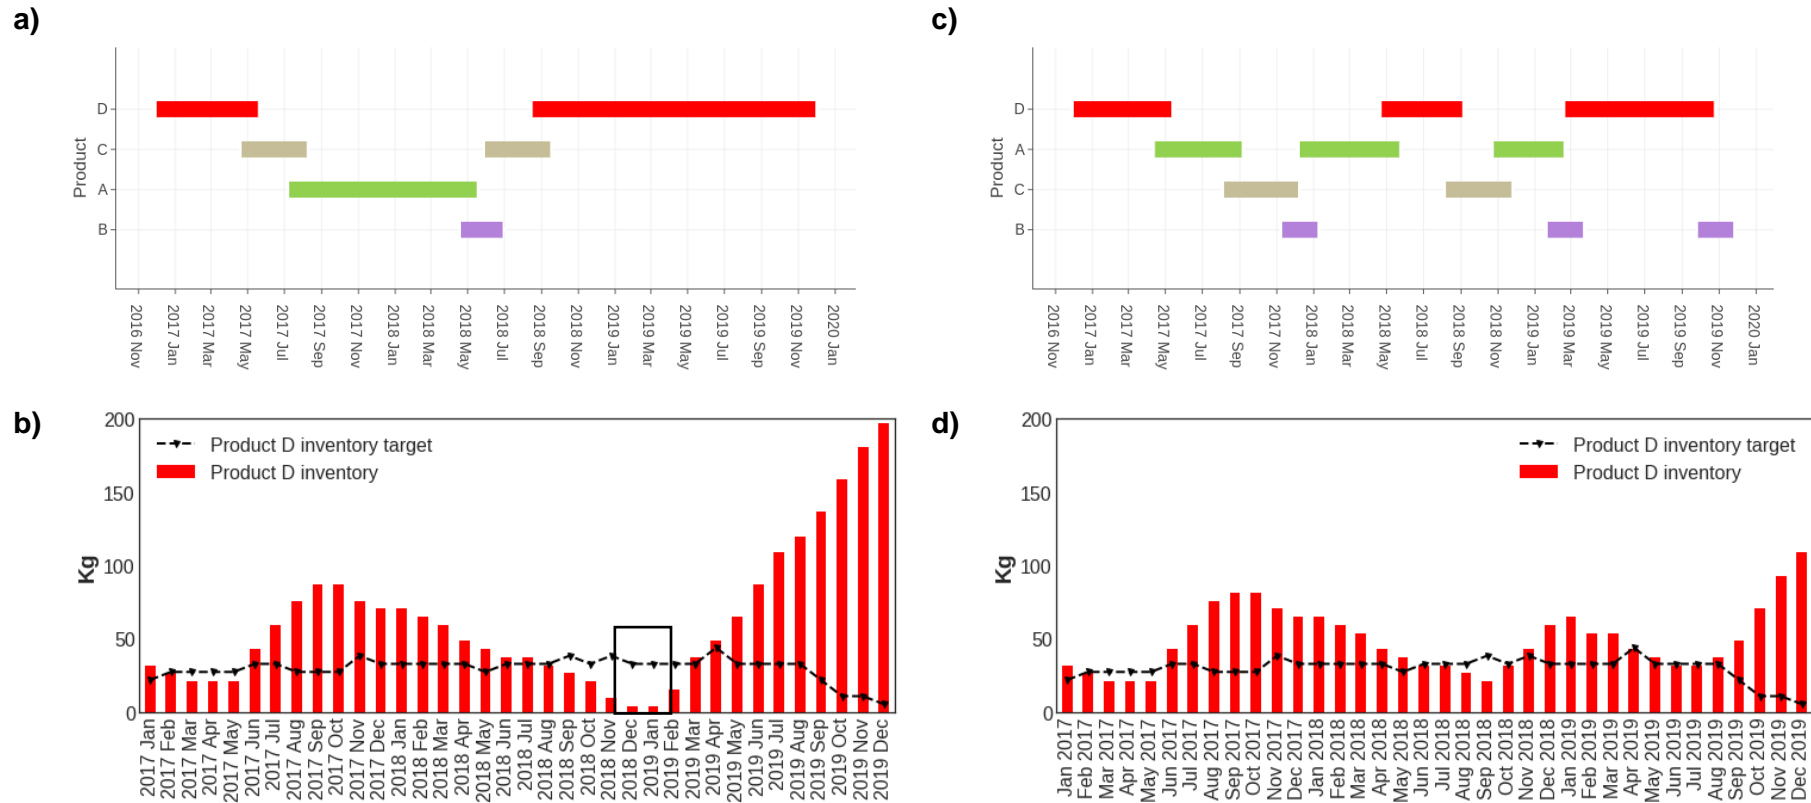 a)
Product
D
C
A
B
2016 Nov
2017 Jan
2017 Mar
2017 May
2017 Jul
2017 Sep
2017 Nov
2018 Jan
2018 Mar
2018 May
2018 Jul
2018 Sep
2018 Nov
2019 Jan
2019 Mar
2019 May
2019 Jul
2019 Sep
2019 Nov
2020 Jan
c)
Product
D
A
C
B
2016 Nov
2017 Jan
2017 Mar
2017 May
2017 Jul
2017 Sep
2017 Nov
2018 Jan
2018 Mar
2018 May
2018 Jul
2018 Sep
2018 Nov
2019 Jan
2019 Mar
2019 May
2019 Jul
2019 Sep
2019 Nov
2020 Jan
b)
Kg
200
150
100
50
0
Product D inventory target
Product D inventory
2017 Jan
2017 Feb
2017 Mar
2017 Apr
2017 May
2017 Jun
2017 Jul
2017 Aug
2017 Sep
2017 Oct
2017 Nov
2017 Dec
2018 Jan
2018 Feb
2018 Mar
2018 Apr
2018 May
2018 Jun
2018 Jul
2018 Aug
2018 Sep
2018 Oct
2018 Nov
2018 Dec
2019 Jan
2019 Feb
2019 Mar
2019 Apr
2019 May
2019 Jun
2019 Jul
2019 Aug
2019 Sep
2019 Oct
2019 Nov
2019 Dec
d)
Kg
200
150
100
50
0
Product D inventory target
Product D inventory
Jan 2017
Feb 2017
Mar 2017
Apr 2017
May 2017
Jun 2017
Jul 2017
Aug 2017
Sep 2017
Oct 2017
Nov 2017
Dec 2017
Jan 2018
Feb 2018
Mar 2018
Apr 2018
May 2018
Jun 2018
Jul 2018
Aug 2018
Sep 2018
Oct 2018
Nov 2018
Dec 2018
Jan 2019
Feb 2019
Mar 2019
Apr 2019
May 2019
Jun 2019
Jul 2019
Aug 2019
Sep 2019
Oct 2019
Nov 2019
Dec 2019